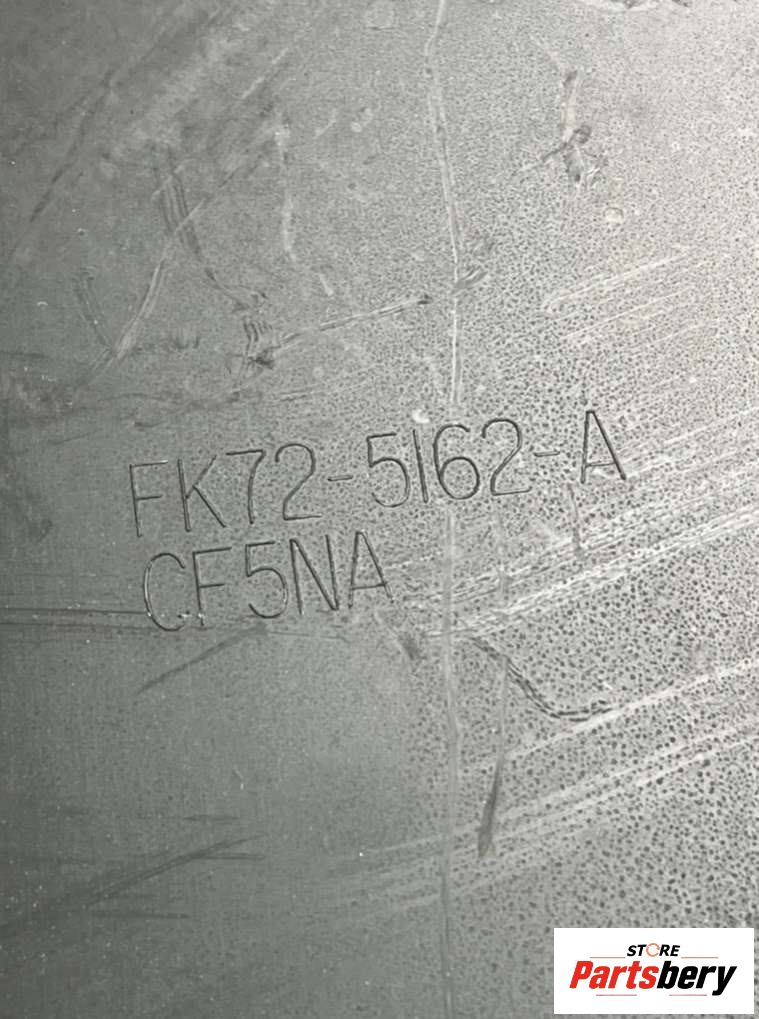 FK72-5162-A
CF5NA
STORE
Partsbery